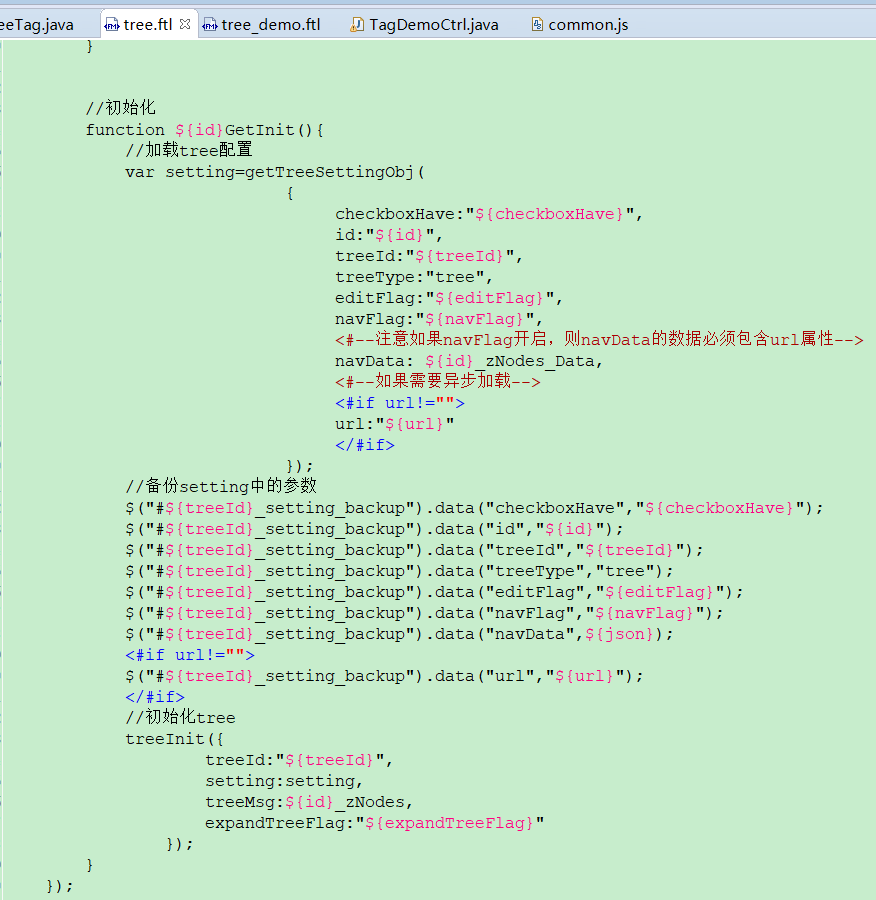 eeTag.java tree.ftl tree_demo.ftl TagDemoCtrl.java common.js
}
//初始化
function ${id}GetInit(){
//加载tree配置
var setting=getTreeSettingObj(
{
checkboxHave:"${checkboxHave}",
id:"${id}",
treeId:"${treeId}",
treeType:"tree",
editFlag:"${editFlag}",
navFlag:"${navFlag}",
<#--注意如果navFlag开启，则navData的数据必须包含url属性-->
navData: ${id}_zNodes_Data,
<#--如果需要异步加载-->
<#if url!="">
url:"${url}"
</#if>
});
//备份setting中的参数
$("#${treeId}_setting_backup").data("checkboxHave","${checkboxHave}");
$("#${treeId}_setting_backup").data("id","${id}");
$("#${treeId}_setting_backup").data("treeId","${treeId}");
$("#${treeId}_setting_backup").data("treeType","tree");
$("#${treeId}_setting_backup").data("editFlag","${editFlag}");
$("#${treeId}_setting_backup").data("navFlag","${navFlag}");
$("#${treeId}_setting_backup").data("navData",${json});
<#if url!="">
$("#${treeId}_setting_backup").data("url","${url}");
</#if>
//初始化tree
treeInit({
treeId:"${treeId}",
setting:setting,
treeMsg:${id}_zNodes,
expandTreeFlag:"${expandTreeFlag}"
});
}
});